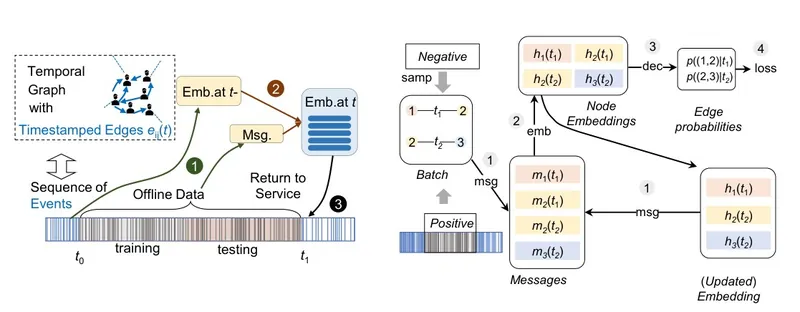 Temporal
Graph
with
Timestamped Edges eij(t)
Sequence of
Events
Emb.at t-
Msg.
Emb.at t
1
2
3
Offline Data
Return to
Service
training
testing
t0
t1
Negative
samp
1 t1 2
2 t2 3
Batch
Positive
1
msg
2
emb
h1(t1) h2(t1)
h2(t2) h3(t2)
Node
Embeddings
3
dec
p((1,2)|t1)
p((2,3)|t2)
Edge
probabilities
4
loss
m1(t1)
m2(t1)
m2(t2)
m3(t2)
Messages
1
msg
h1(t1)
h2(t2)
h3(t2)
(Updated)
Embedding